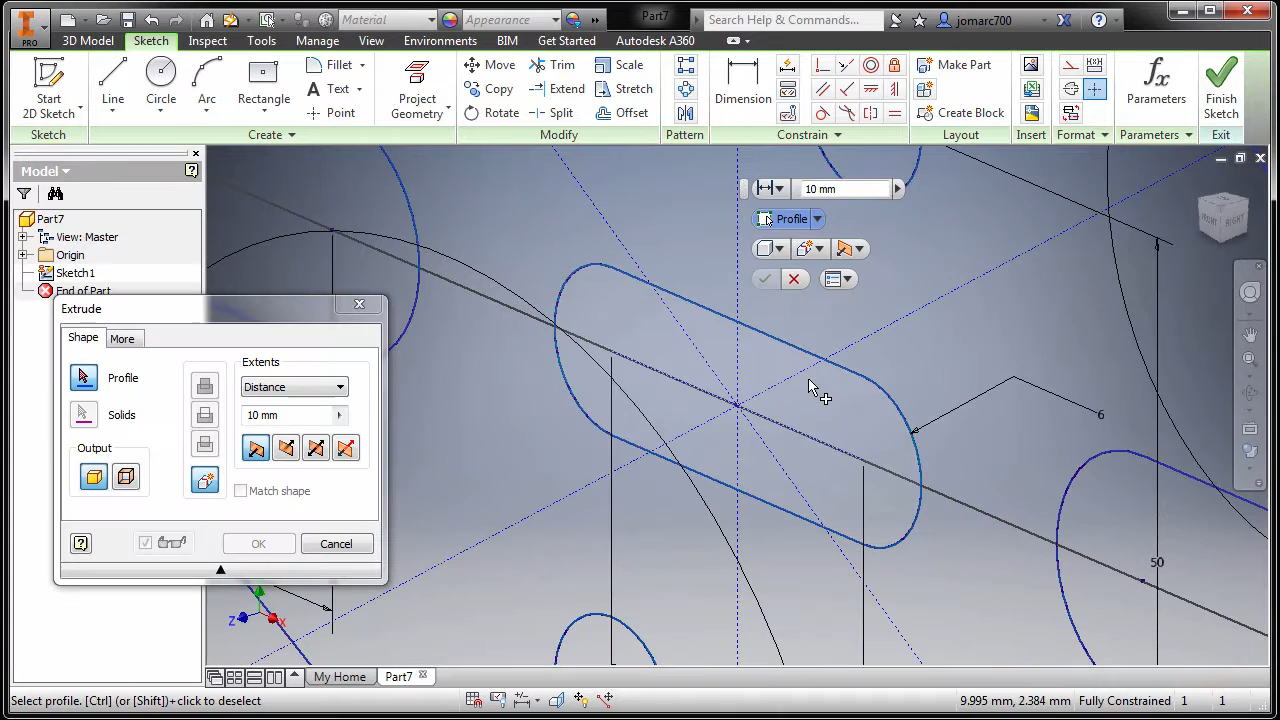 Material
Appearance
Part7
Search Help & Commands...
jomarc700
PRO
3D Model
Sketch
Inspect
Tools
Manage
View
Environments
BIM
Get Started
Autodesk A360
Start
2D Sketch
Line
Circle
Arc
Rectangle
Fillet
Text
Point
Project
Geometry
Move
Copy
Rotate
Trim
Extend
Split
Scale
Stretch
Offset
Dimension
Make Part
Create Block
Parameters
Finish
Sketch
Sketch
Create
Modify
Pattern
Constrain
Layout
Insert
Format
Parameters
Exit
Model
Part7
View: Master
Origin
Sketch1
End of Part
10 mm
Profile
FRONT
RIGHT
Extrude
Shape
More
Profile
Solids
Output
Extents
Distance
10 mm
Match shape
OK
Cancel
6
50
Z
X
My Home
Part7
Select profile. [Ctrl] (or [Shift])+click to deselect
9.995 mm, 2.384 mm
Fully Constrained
1
1